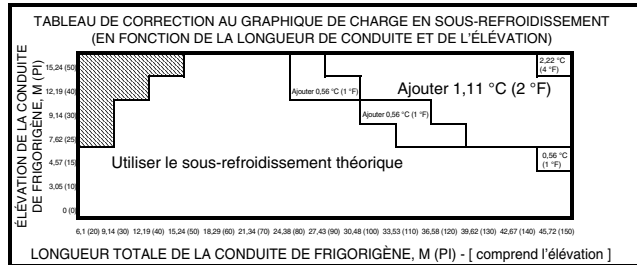 TABLEAU DE CORRECTION AU GRAPHIQUE DE CHARGE EN SOUS-REFROIDISSEMENT
(EN FONCTION DE LA LONGUEUR DE CONDUITE ET DE L'ÉLÉVATION)
ÉLÉVATION DE LA CONDUITE
DE FRIGORIGÈNE, M (PI)
15,24 (50)
12,19 (40)
9,14 (30)
7,62 (25)
4,57 (15)
3,05 (10)
0 (0)
2,22 °C
(4 °F)
Ajouter 1,11 °C (2 °F)
Ajouter 0,56 °C (1 °F)
Ajouter 0,56 °C (1 °F)
Utiliser le sous-refroidissement théorique
0,56 °C
(1 °F)
6,1 (20) 9,14 (30) 12,19 (40) 15,24 (50) 18,29 (60) 21,34 (70) 24,38 (80) 27,43 (90) 30,48 (100) 33,53 (110) 36,58 (120) 39,62 (130) 42,67 (140) 45,72 (150)
LONGUEUR TOTALE DE LA CONDUITE DE FRIGORIGÈNE, M (PI) - [ comprend l'élévation ]